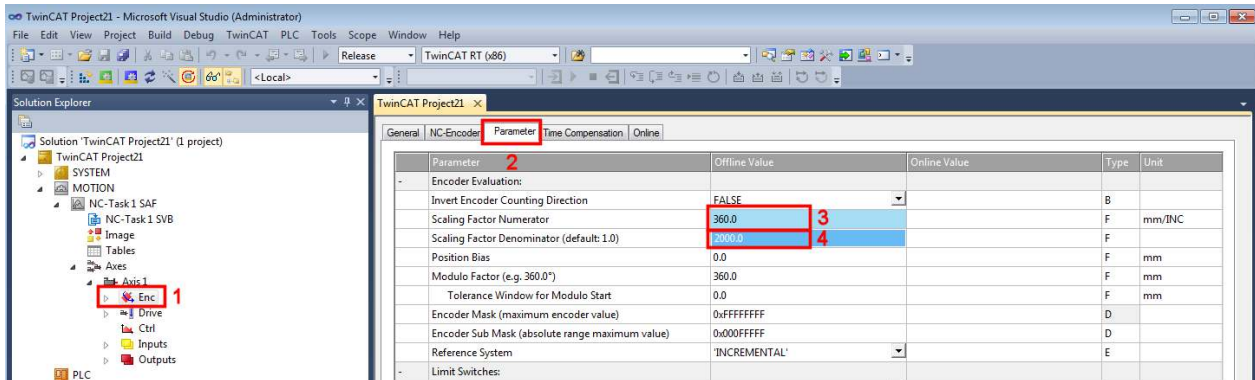 TwinCAT Project21 - Microsoft Visual Studio (Administrator)
File Edit View Project Build Debug TwinCAT PLC Tools Scope Window Help
Release TwinCAT RT (x86)
<Local>
Solution Explorer
TwinCAT Project21
Solution 'TwinCAT Project21' (1 project)
TwinCAT Project21
SYSTEM
MOTION
NC-Task 1 SAF
NC-Task 1 SVB
Image
Tables
Axes
Axis 1
Enc 1
Drive
Ctrl
Inputs
Outputs
PLC
General NC-Encoder Parameter Time Compensation Online
Parameter 2 Offline Value Online Value Type Unit
- Encoder Evaluation:
Invert Encoder Counting Direction FALSE B
Scaling Factor Numerator 360.0 3 F mm/INC
Scaling Factor Denominator (default: 1.0) 2000.0 4 F
Position Bias 0.0 F mm
Modulo Factor (e.g. 360.0°) 360.0 F mm
Tolerance Window for Modulo Start 0.0 F mm
Encoder Mask (maximum encoder value) 0xFFFFFFFF D
Encoder Sub Mask (absolute range maximum value) 0x000FFFFF D
Reference System 'INCREMENTAL' E
- Limit Switches: